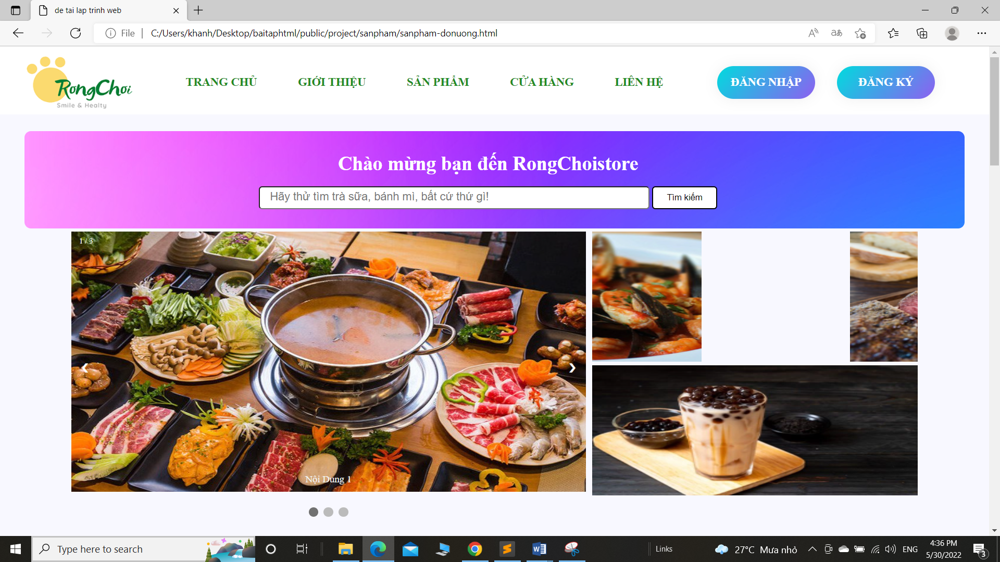 de tai lap trinh web
File
C:/Users/khanh/Desktop/baitaphtml/public/project/sanpham/sanpham-donuong.html
RongChơi
Smile & Healty
TRANG CHỦ
GIỚI THIỆU
SẢN PHẨM
CỬA HÀNG
LIÊN HỆ
ĐĂNG NHẬP
ĐĂNG KÝ
Chào mừng bạn đến RongChoistore
Hãy thử tìm trà sữa, bánh mì, bất cứ thứ gì!
Tìm kiếm
1 / 3
Nội Dung 1
Type here to search
Links
27°C Mưa nhỏ
ENG
4:36 PM
5/30/2022
3